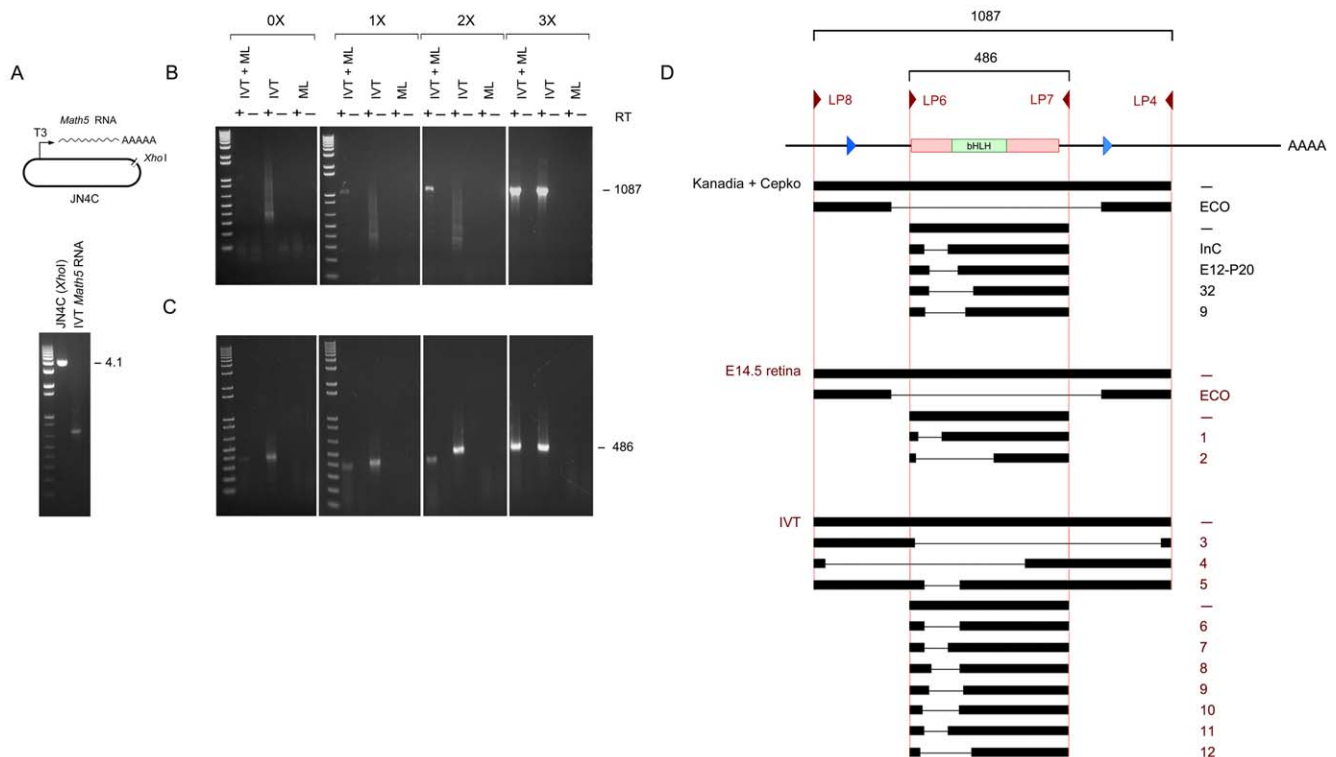 A
Math5 RNA
T3
AAAAA
XhoI
JN4C
JN4C (XhoI)
IVT Math5 RNA
– 4.1
0X 1X 2X 3X
B
IVT + ML IVT ML IVT + ML IVT ML IVT + ML IVT ML IVT + ML IVT ML
+ – + – + – + – + – + – + – + – + – + – + – + – RT
– 1087
C
– 486
D
1087
486
LP8 LP6 LP7 LP4
bHLH
AAAA
Kanadia + Cepko —
ECO
—
InC
E12-P20
32
9
E14.5 retina —
ECO
—
1
2
IVT —
3
4
5
—
6
7
8
9
10
11
12